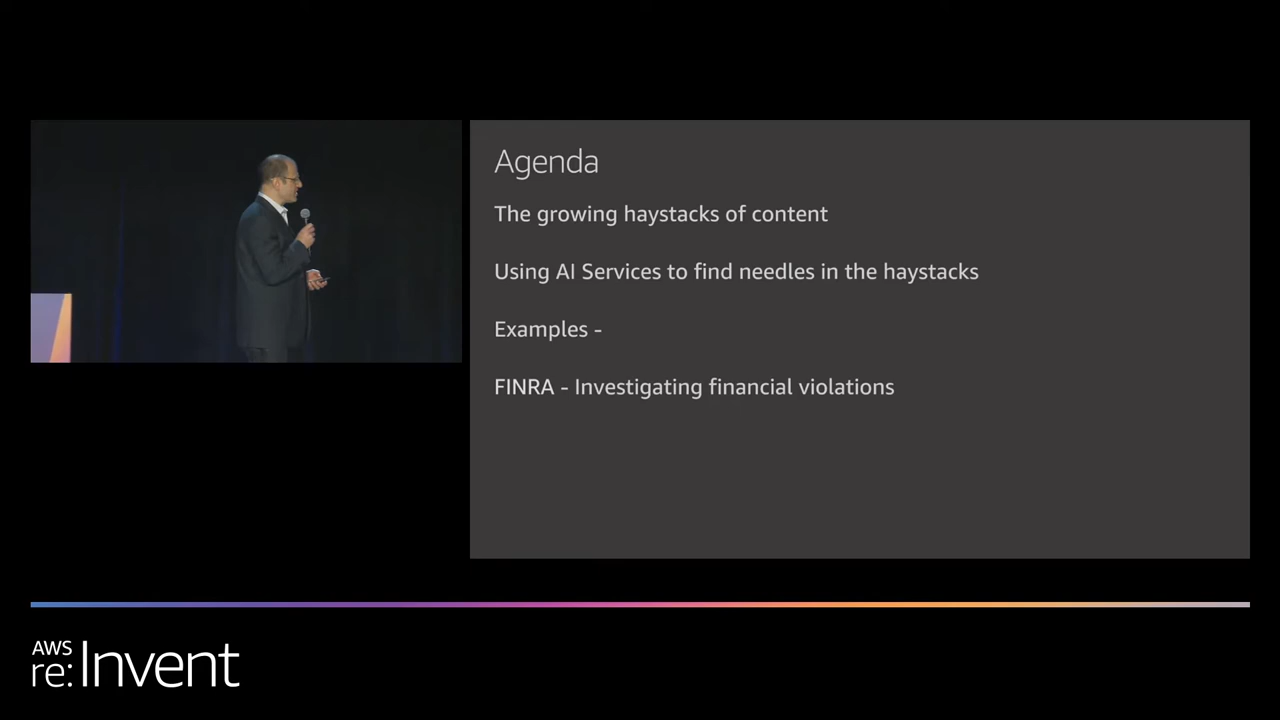 Agenda
The growing haystacks of content
Using AI Services to find needles in the haystacks
Examples -
FINRA - Investigating financial violations
AWS
re:Invent